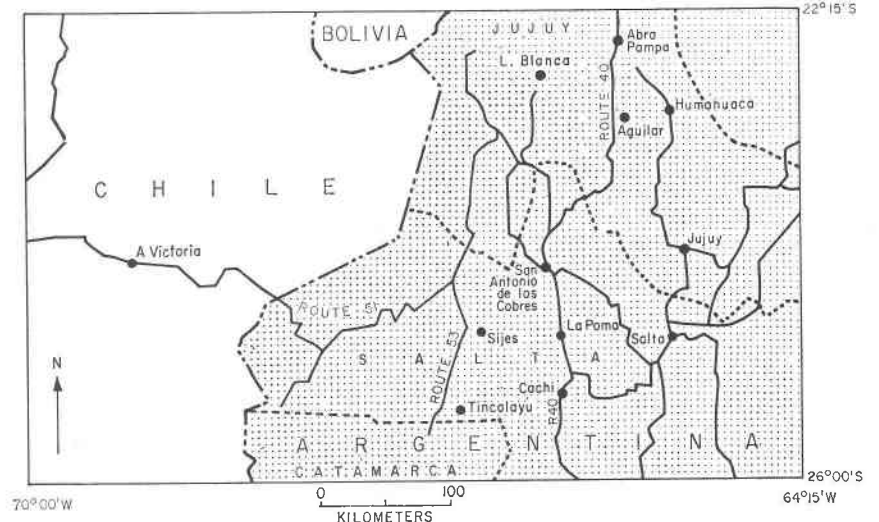 22°15'S
BOLIVIA
JUJUY
Abra
Pampa
L. Blanca
ROUTE 40
Humahuaca
Aguilar
CHILE
A Victoria
Jujuy
San
Antonio
de los
Cobres
ROUTE 51
ROUTE 53
Sijes
La Poma
Salta
SALTA
N
Cachi
R40
Tincalayu
ARGENTINA
CATAMARCA
26°00'S
70°00'W
64°15'W
0 100
KILOMETERS